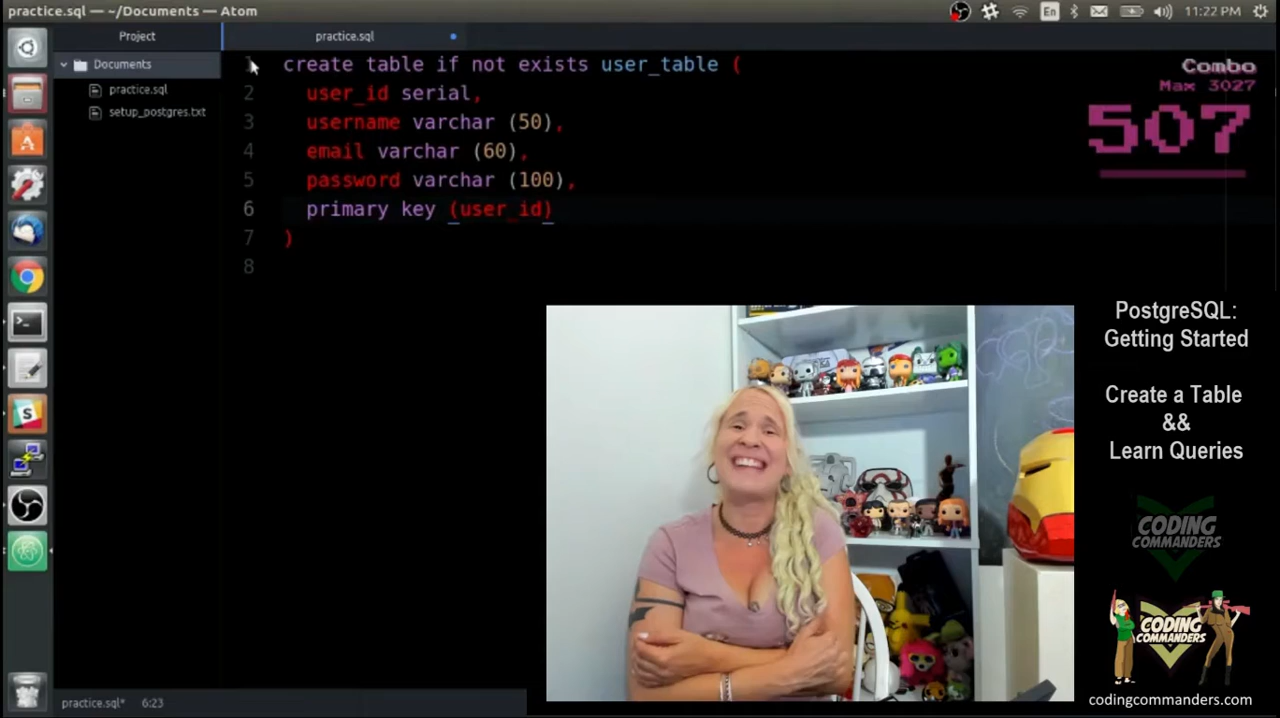 practice.sql — ~/Documents — Atom
En
11:22 PM
Project
practice.sql
Documents
practice.sql
setup_postgres.txt
1 create table if not exists user_table (
2 user_id serial,
3 username varchar (50),
4 email varchar (60),
5 password varchar (100),
6 primary key (user_id)
7 )
8
Combo
Max 3027
507
PostgreSQL:
Getting Started
Create a Table
&&
Learn Queries
CODING
COMMANDERS
CODING
COMMANDERS
codingcommanders.com
practice.sql* 6:23